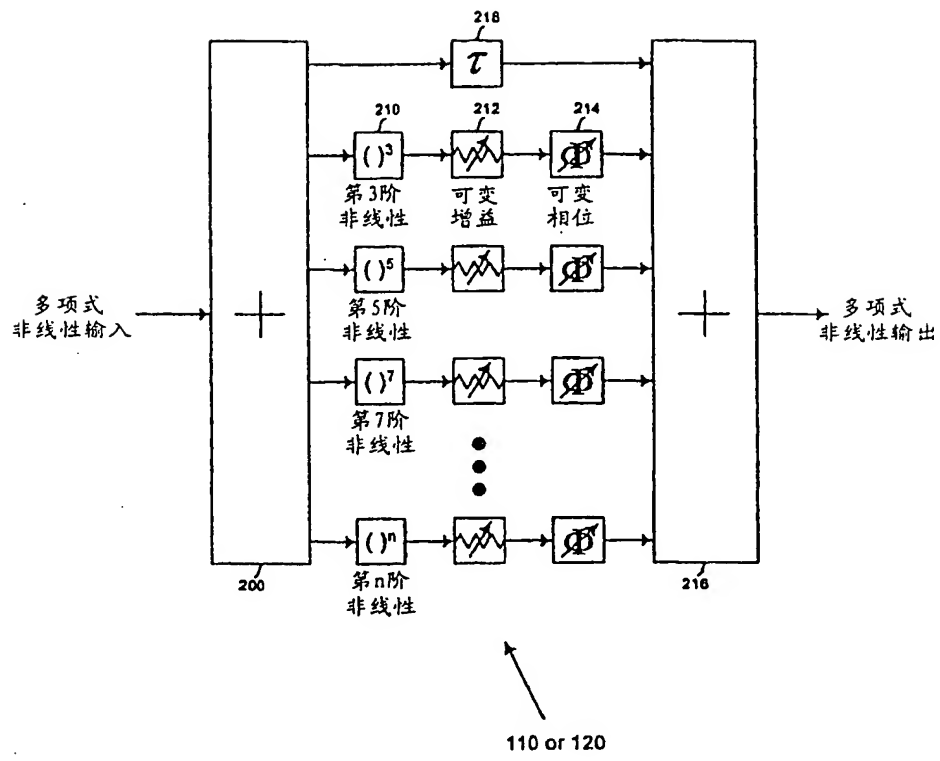 218
τ
210
212
214
( )³
Φ
第3阶
非线性
可变
增益
可变
相位
( )⁵
Φ
第5阶
非线性
多项式
非线性输入
+
+
多项式
非线性输出
( )⁷
Φ
第7阶
非线性
( )ⁿ
Φ
第n阶
非线性
200
216
110 or 120